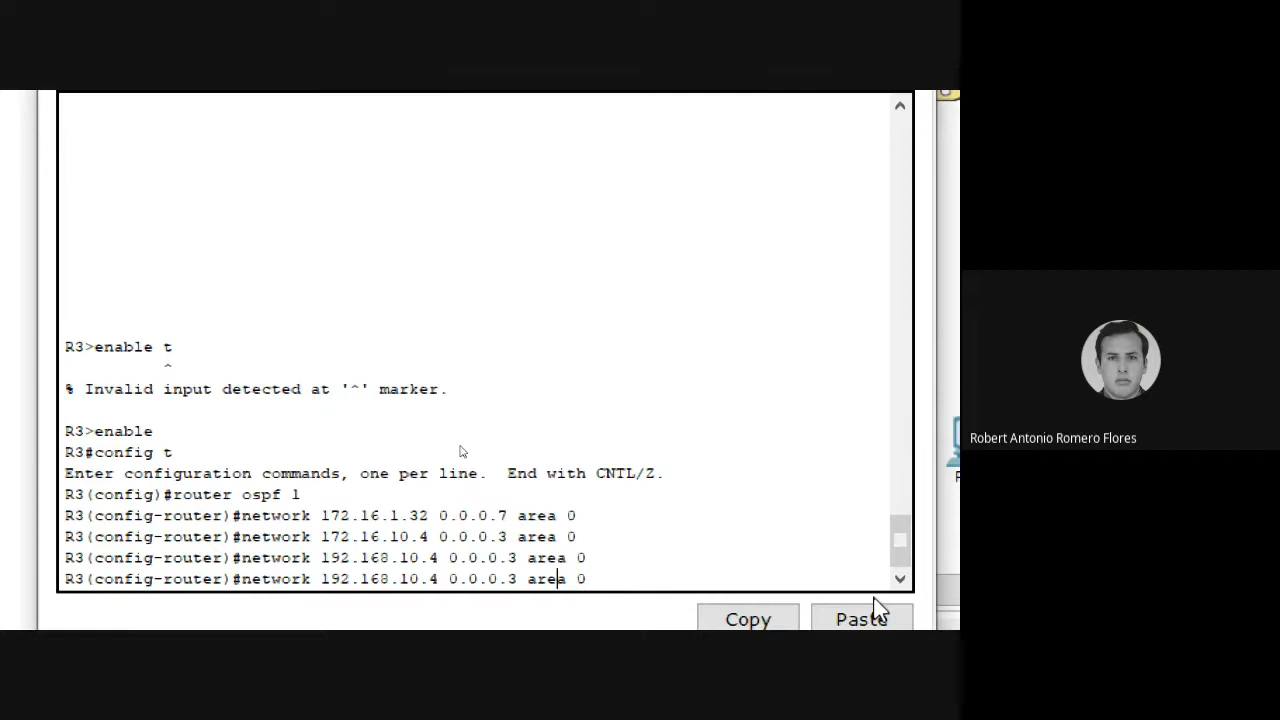 R3>enable t
^
% Invalid input detected at '^' marker.
R3>enable
R3#config t
Enter configuration commands, one per line.  End with CNTL/Z.
R3(config)#router ospf 1
R3(config-router)#network 172.16.1.32 0.0.0.7 area 0
R3(config-router)#network 172.16.10.4 0.0.0.3 area 0
R3(config-router)#network 192.168.10.4 0.0.0.3 area 0
R3(config-router)#network 192.168.10.4 0.0.0.3 area 0
Copy
Paste
Robert Antonio Romero Flores